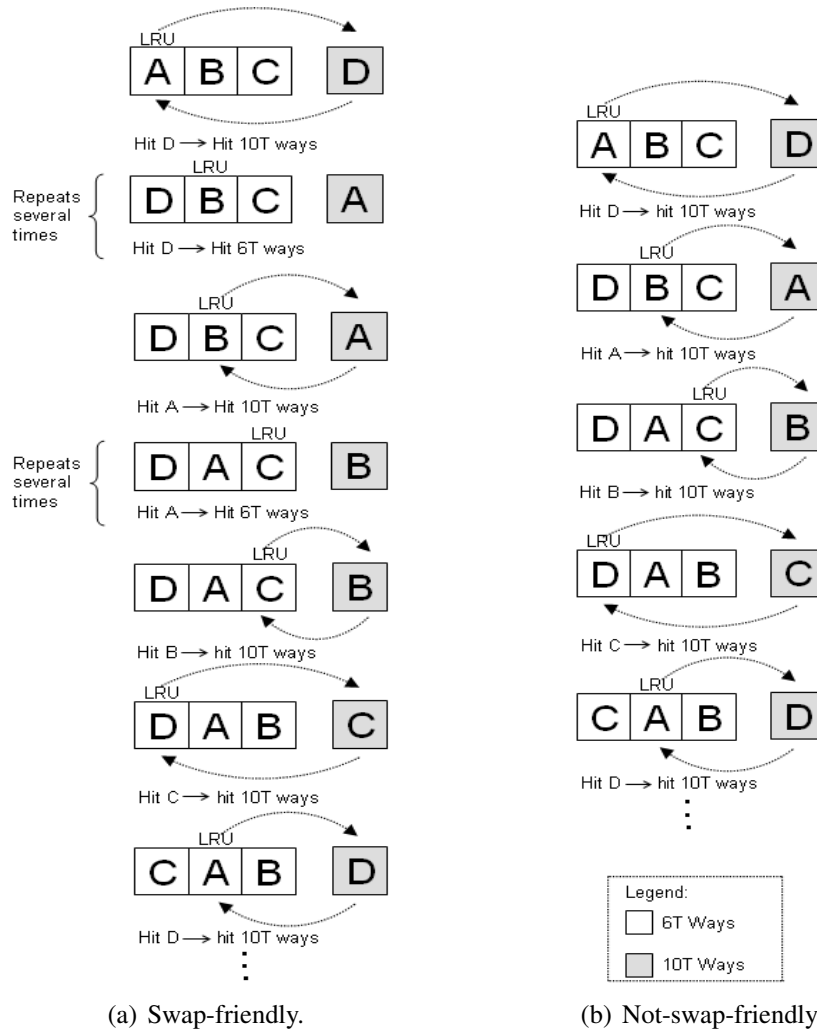 LRU
A B C D
Hit D → Hit 10T ways
LRU
Repeats
several
times
D B C A
Hit D → Hit 6T ways
LRU
D B C A
Hit A → Hit 10T ways
LRU
Repeats
several
times
D A C B
Hit A → Hit 6T ways
LRU
D A C B
Hit B → hit 10T ways
LRU
D A B C
Hit C → hit 10T ways
LRU
C A B D
Hit D → hit 10T ways
(a) Swap-friendly.
LRU
A B C D
Hit D → hit 10T ways
LRU
D B C A
Hit A → hit 10T ways
LRU
D A C B
Hit B → hit 10T ways
LRU
D A B C
Hit C → hit 10T ways
LRU
C A B D
Hit D → hit 10T ways
Legend:
6T Ways
10T Ways
(b) Not-swap-friendly